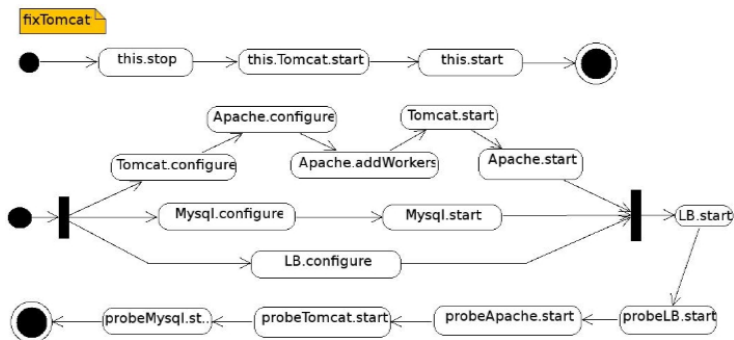 fixTomcat
this.stop
this.Tomcat.start
this.start
Apache.configure
Tomcat.start
Tomcat.configure
Apache.addWorkers
Apache.start
Mysql.configure
Mysql.start
LB.start
LB.configure
probeMysql.st...
probeTomcat.start
probeApache.start
probeLB.start